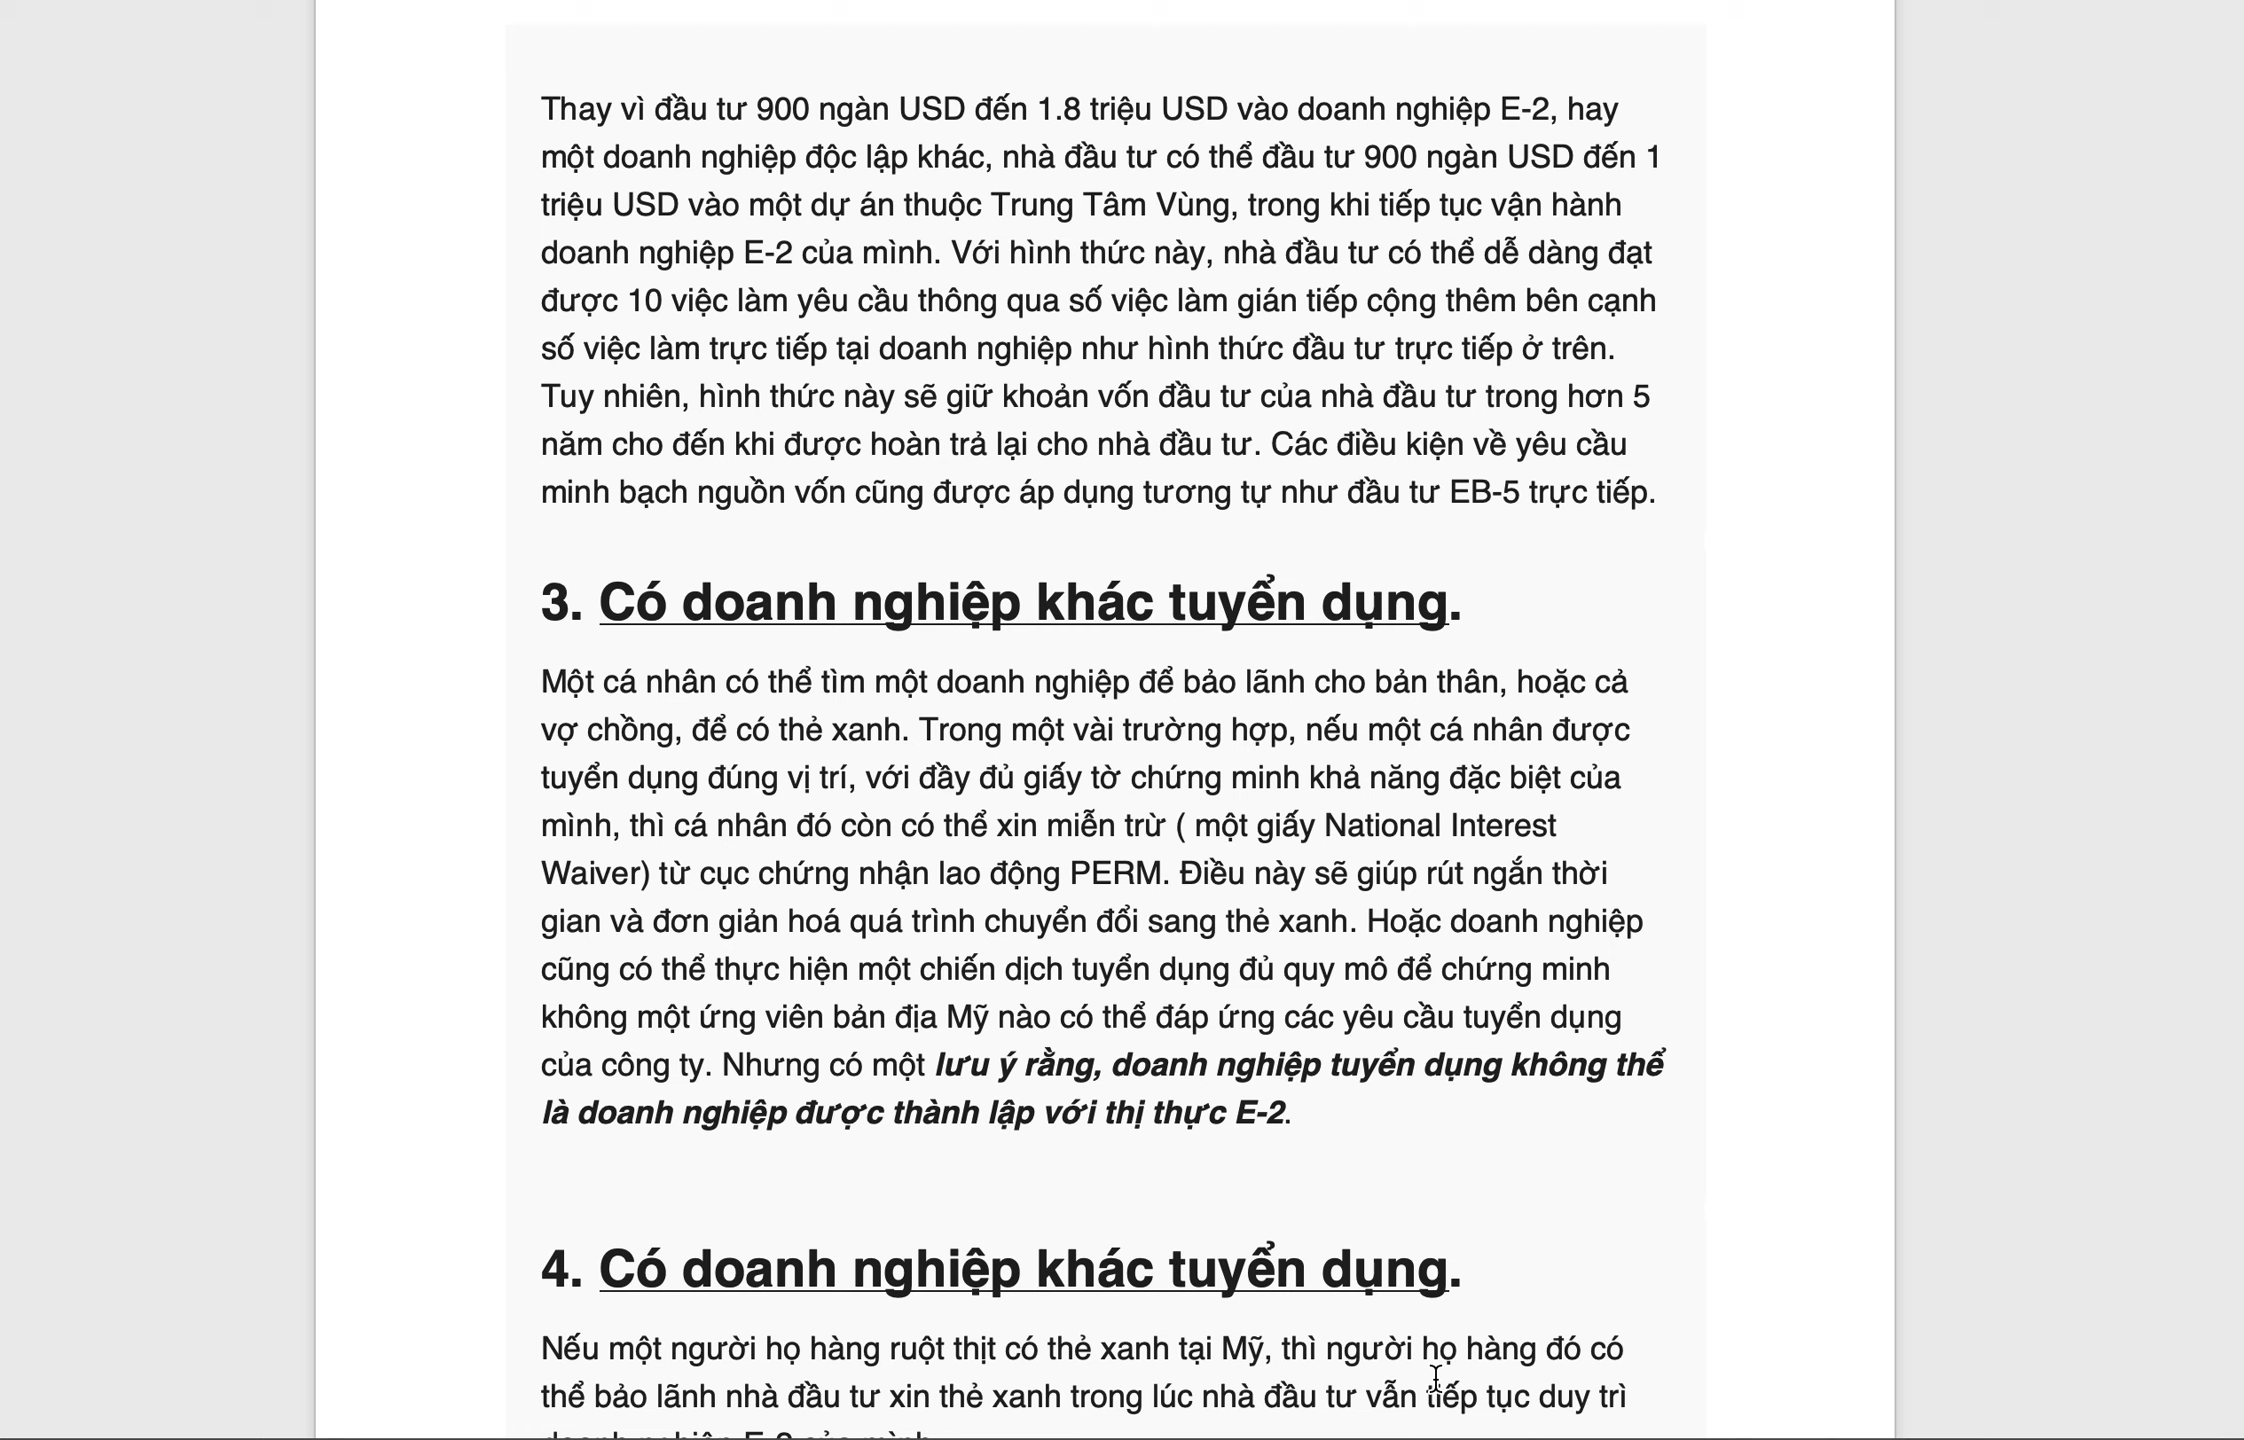 Thay vì đầu tư 900 ngàn USD đến 1.8 triệu USD vào doanh nghiệp E-2, hay
một doanh nghiệp độc lập khác, nhà đầu tư có thể đầu tư 900 ngàn USD đến 1
triệu USD vào một dự án thuộc Trung Tâm Vùng, trong khi tiếp tục vận hành
doanh nghiệp E-2 của mình. Với hình thức này, nhà đầu tư có thể dễ dàng đạt
được 10 việc làm yêu cầu thông qua số việc làm gián tiếp cộng thêm bên cạnh
số việc làm trực tiếp tại doanh nghiệp như hình thức đầu tư trực tiếp ở trên.
Tuy nhiên, hình thức này sẽ giữ khoản vốn đầu tư của nhà đầu tư trong hơn 5
năm cho đến khi được hoàn trả lại cho nhà đầu tư. Các điều kiện về yêu cầu
minh bạch nguồn vốn cũng được áp dụng tương tự như đầu tư EB-5 trực tiếp.
3. Có doanh nghiệp khác tuyển dụng.
Một cá nhân có thể tìm một doanh nghiệp để bảo lãnh cho bản thân, hoặc cả
vợ chồng, để có thẻ xanh. Trong một vài trường hợp, nếu một cá nhân được
tuyển dụng đúng vị trí, với đầy đủ giấy tờ chứng minh khả năng đặc biệt của
mình, thì cá nhân đó còn có thể xin miễn trừ ( một giấy National Interest
Waiver) từ cục chứng nhận lao động PERM. Điều này sẽ giúp rút ngắn thời
gian và đơn giản hoá quá trình chuyển đổi sang thẻ xanh. Hoặc doanh nghiệp
cũng có thể thực hiện một chiến dịch tuyển dụng đủ quy mô để chứng minh
không một ứng viên bản địa Mỹ nào có thể đáp ứng các yêu cầu tuyển dụng
của công ty. Nhưng có một lưu ý rằng, doanh nghiệp tuyển dụng không thể
là doanh nghiệp được thành lập với thị thực E-2.
4. Có doanh nghiệp khác tuyển dụng.
Nếu một người họ hàng ruột thịt có thẻ xanh tại Mỹ, thì người họ hàng đó có
thể bảo lãnh nhà đầu tư xin thẻ xanh trong lúc nhà đầu tư vẫn tiếp tục duy trì
doanh nghiệp E-2 của mình